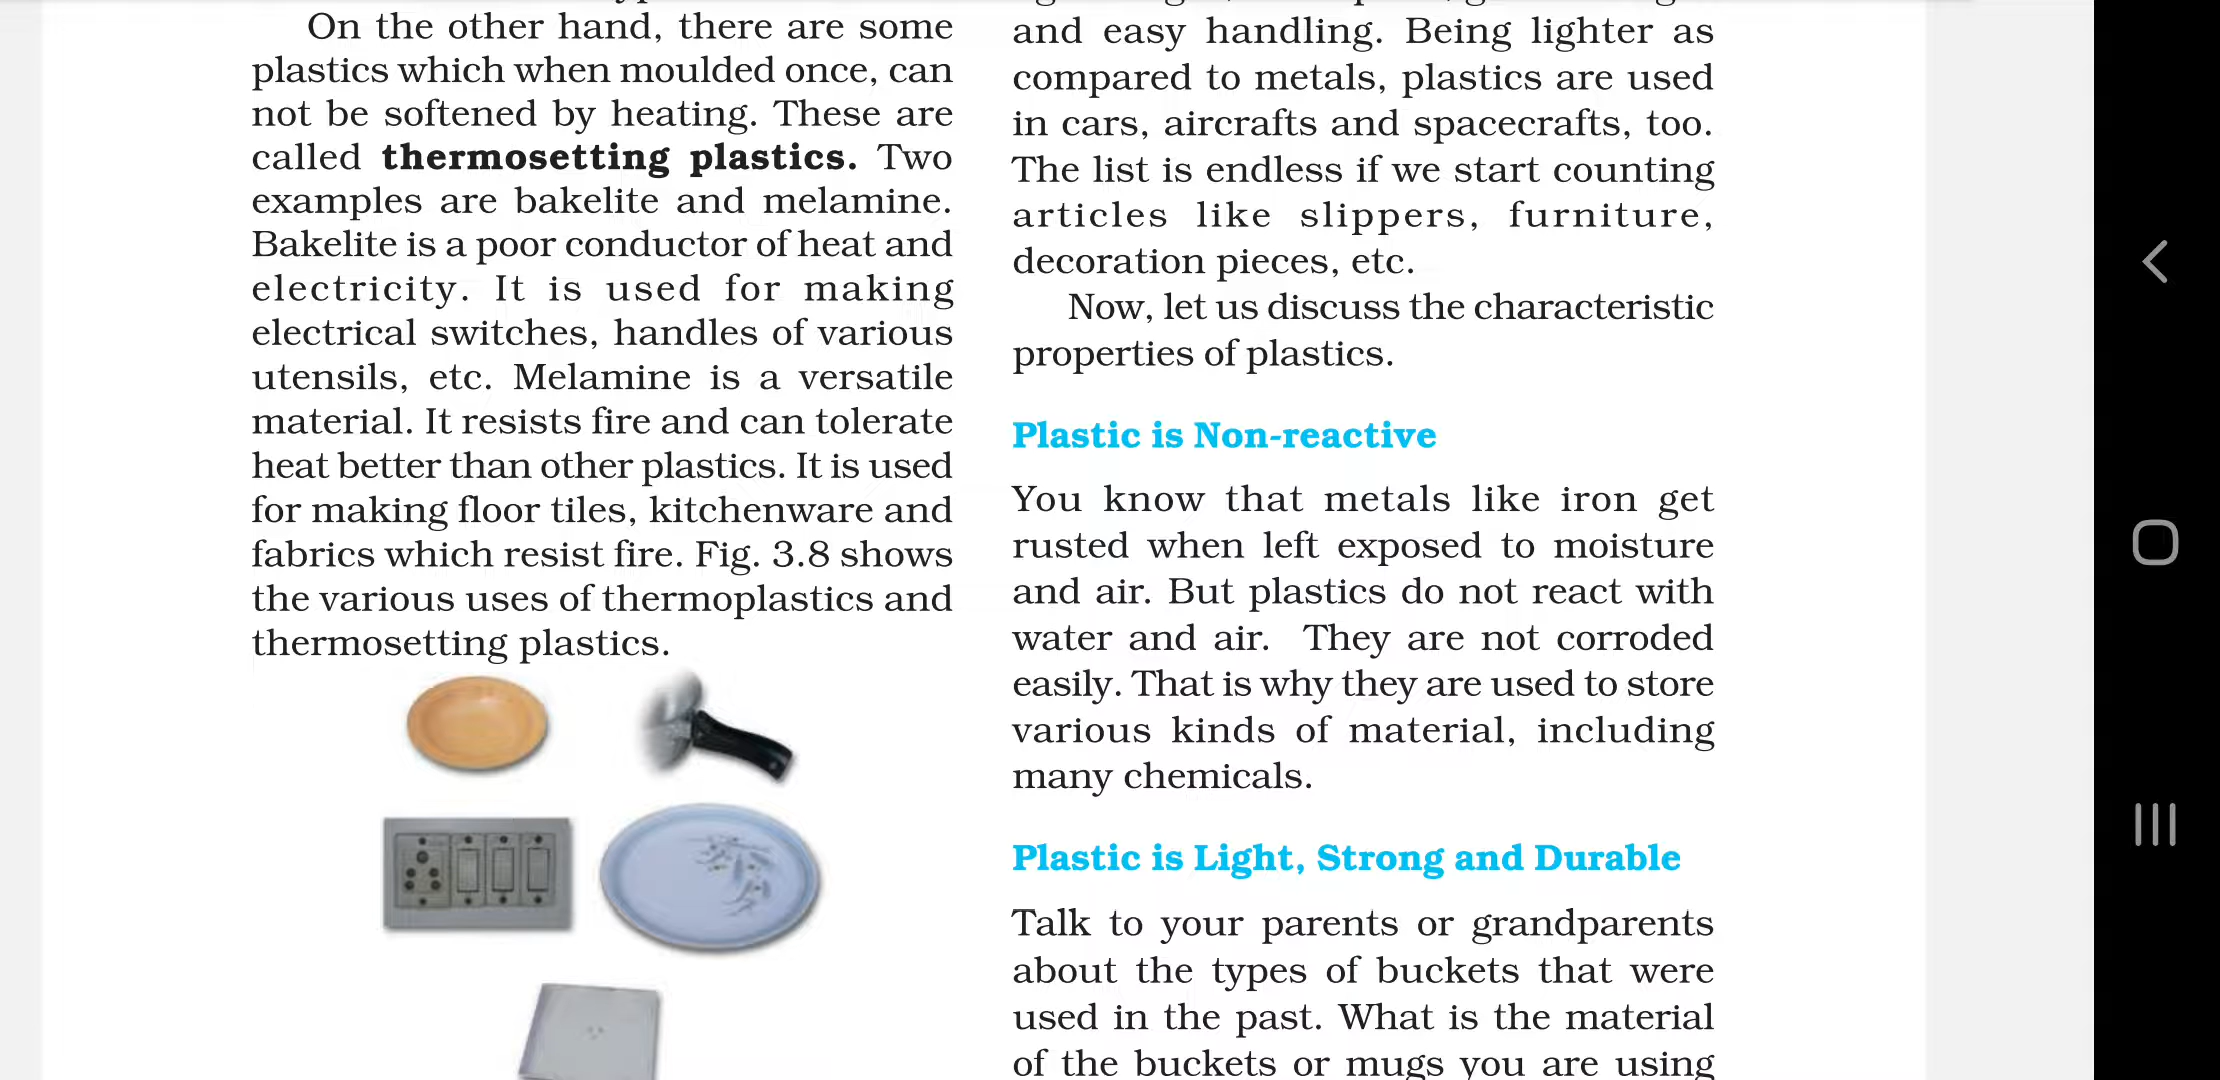 On the other hand, there are some
plastics which when moulded once, can
not be softened by heating. These are
called thermosetting plastics. Two
examples are bakelite and melamine.
Bakelite is a poor conductor of heat and
electricity. It is used for making
electrical switches, handles of various
utensils, etc. Melamine is a versatile
material. It resists fire and can tolerate
heat better than other plastics. It is used
for making floor tiles, kitchenware and
fabrics which resist fire. Fig. 3.8 shows
the various uses of thermoplastics and
thermosetting plastics.
and easy handling. Being lighter as
compared to metals, plastics are used
in cars, aircrafts and spacecrafts, too.
The list is endless if we start counting
articles like slippers, furniture,
decoration pieces, etc.
Now, let us discuss the characteristic
properties of plastics.
Plastic is Non-reactive
You know that metals like iron get
rusted when left exposed to moisture
and air. But plastics do not react with
water and air. They are not corroded
easily. That is why they are used to store
various kinds of material, including
many chemicals.
Plastic is Light, Strong and Durable
Talk to your parents or grandparents
about the types of buckets that were
used in the past. What is the material
of the buckets or mugs you are using